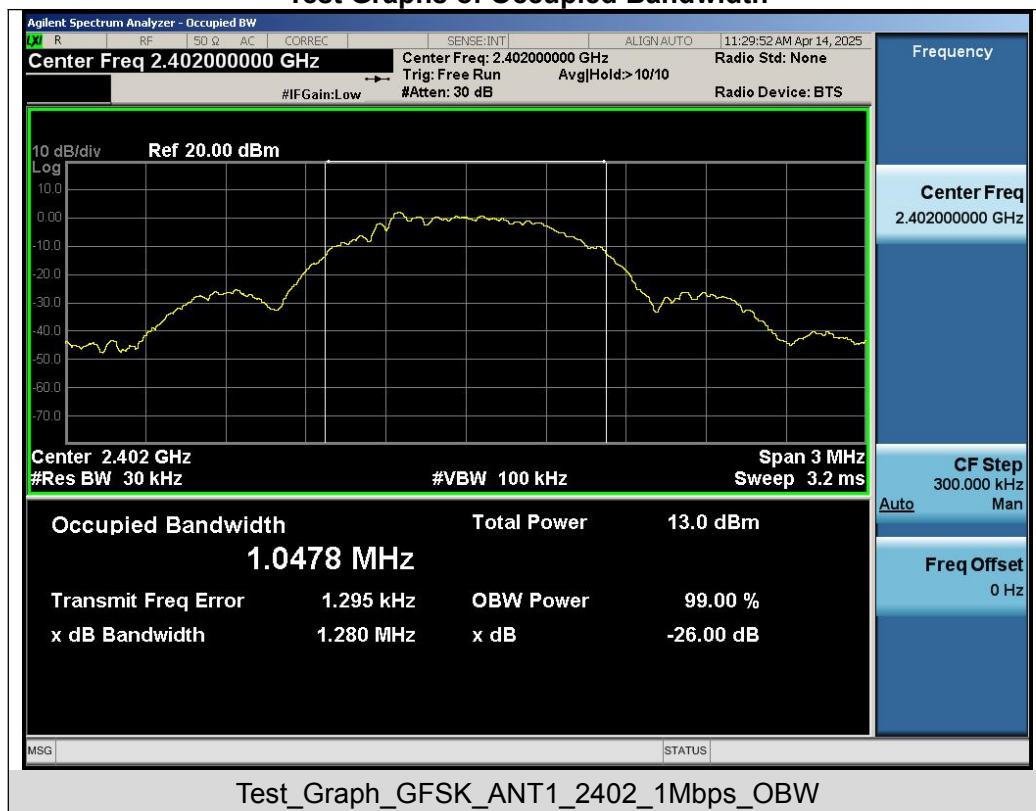 Test Graphs of Occupied Bandwidth
Agilent Spectrum Analyzer - Occupied BW
LXI R RF 50 Ω AC CORREC SENSE:INT ALIGN AUTO 11:29:52 AM Apr 14, 2025
Center Freq 2.402000000 GHz
Center Freq: 2.402000000 GHz
Radio Std: None
Trig: Free Run Avg|Hold:> 10/10
#IFGain:Low #Atten: 30 dB Radio Device: BTS
Frequency
10 dB/div Ref 20.00 dBm
Log
10.0
0.00
-10.0
-20.0
-30.0
-40.0
-50.0
-60.0
-70.0
Center 2.402 GHz Span 3 MHz
#Res BW 30 kHz #VBW 100 kHz Sweep 3.2 ms
Center Freq
2.402000000 GHz
CF Step
300.000 kHz
Auto Man
Freq Offset
0 Hz
Occupied Bandwidth Total Power 13.0 dBm
1.0478 MHz
Transmit Freq Error 1.295 kHz OBW Power 99.00 %
x dB Bandwidth 1.280 MHz x dB -26.00 dB
MSG STATUS
Test_Graph_GFSK_ANT1_2402_1Mbps_OBW